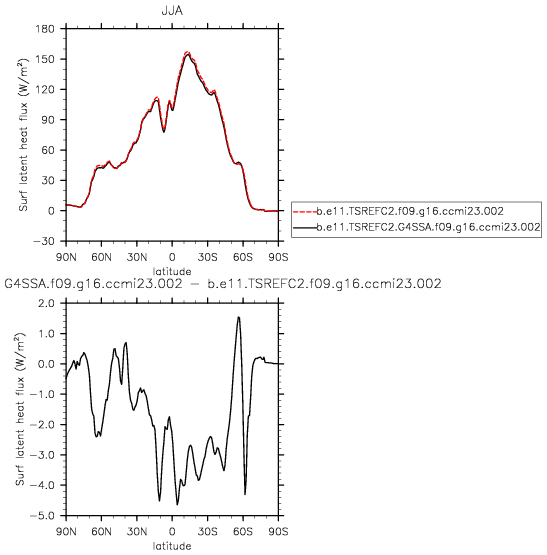 JJA
180
150
120
90
60
30
0
−30
Surf latent heat flux (W/m²)
90N 60N 30N 0 30S 60S 90S
latitude
b.e11.TSREFC2.f09.g16.ccmi23.002
b.e11.TSREFC2.G4SSA.f09.g16.ccmi23.002
G4SSA.f09.g16.ccmi23.002 − b.e11.TSREFC2.f09.g16.ccmi23.002
2.0
1.0
0.0
−1.0
−2.0
−3.0
−4.0
−5.0
Surf latent heat flux (W/m²)
90N 60N 30N 0 30S 60S 90S
latitude